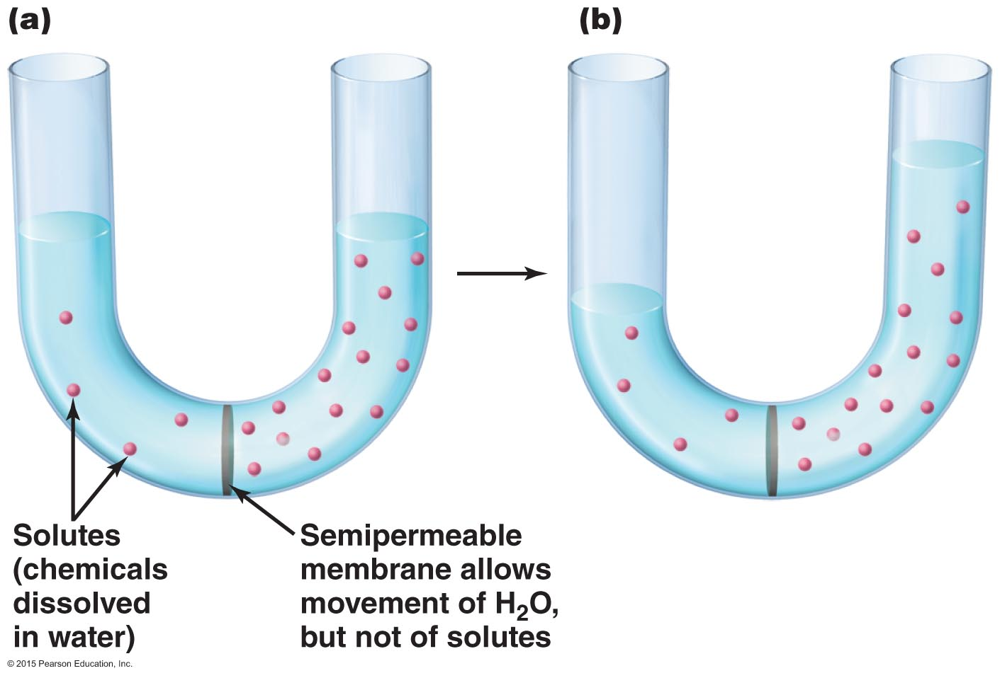 (a)
(b)
Solutes
(chemicals
dissolved
in water)
Semipermeable
membrane allows
movement of H₂O,
but not of solutes
© 2015 Pearson Education, Inc.